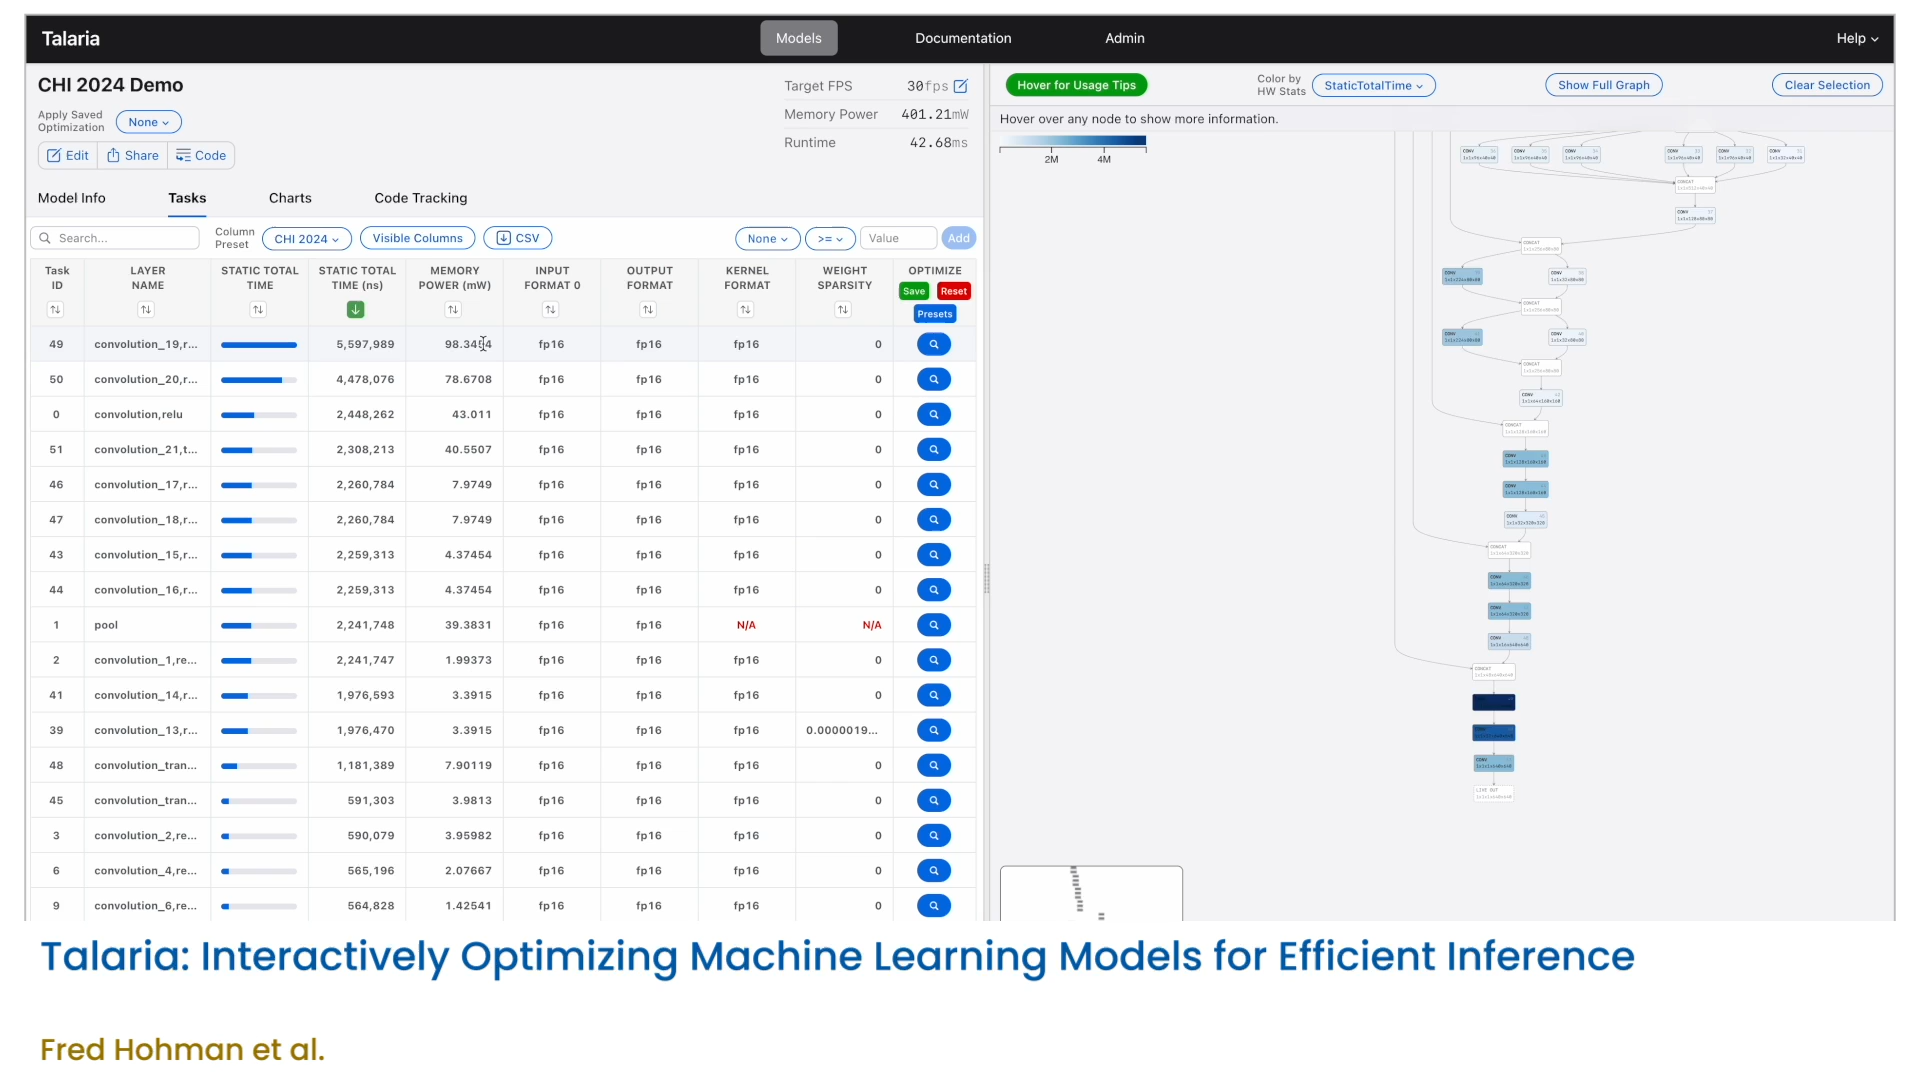 Talaria
Models
Documentation
Admin
Help
CHI 2024 Demo
Apply Saved
Optimization
None
Edit
Share
Code
Target FPS 30fps
Memory Power 401.21mW
Runtime 42.68ms
Model Info
Tasks
Charts
Code Tracking
Search...
Column
Preset
CHI 2024
Visible Columns
CSV
None
>=
Value
Add
Task
ID
LAYER
NAME
STATIC TOTAL
TIME
STATIC TOTAL
TIME (ns)
MEMORY
POWER (mW)
INPUT
FORMAT 0
OUTPUT
FORMAT
KERNEL
FORMAT
WEIGHT
SPARSITY
OPTIMIZE
Save
Reset
Presets
49 convolution_19,r... 5,597,989 98.3494 fp16 fp16 fp16 0
50 convolution_20,r... 4,478,076 78.6708 fp16 fp16 fp16 0
0 convolution,relu 2,448,262 43.011 fp16 fp16 fp16 0
51 convolution_21,t... 2,308,213 40.5507 fp16 fp16 fp16 0
46 convolution_17,r... 2,260,784 7.9749 fp16 fp16 fp16 0
47 convolution_18,r... 2,260,784 7.9749 fp16 fp16 fp16 0
43 convolution_15,r... 2,259,313 4.37454 fp16 fp16 fp16 0
44 convolution_16,r... 2,259,313 4.37454 fp16 fp16 fp16 0
1 pool 2,241,748 39.3831 fp16 fp16 N/A N/A
2 convolution_1,re... 2,241,747 1.99373 fp16 fp16 fp16 0
41 convolution_14,r... 1,976,593 3.3915 fp16 fp16 fp16 0
39 convolution_13,r... 1,976,470 3.3915 fp16 fp16 fp16 0.0000019...
48 convolution_tran... 1,181,389 7.90119 fp16 fp16 fp16 0
45 convolution_tran... 591,303 3.9813 fp16 fp16 fp16 0
3 convolution_2,re... 590,079 3.95982 fp16 fp16 fp16 0
6 convolution_4,re... 565,196 2.07667 fp16 fp16 fp16 0
9 convolution_6,re... 564,828 1.42541 fp16 fp16 fp16 0
Hover for Usage Tips
Color by
HW Stats
StaticTotalTime
Show Full Graph
Clear Selection
Hover over any node to show more information.
2M 4M
Talaria: Interactively Optimizing Machine Learning Models for Efficient Inference
Fred Hohman et al.